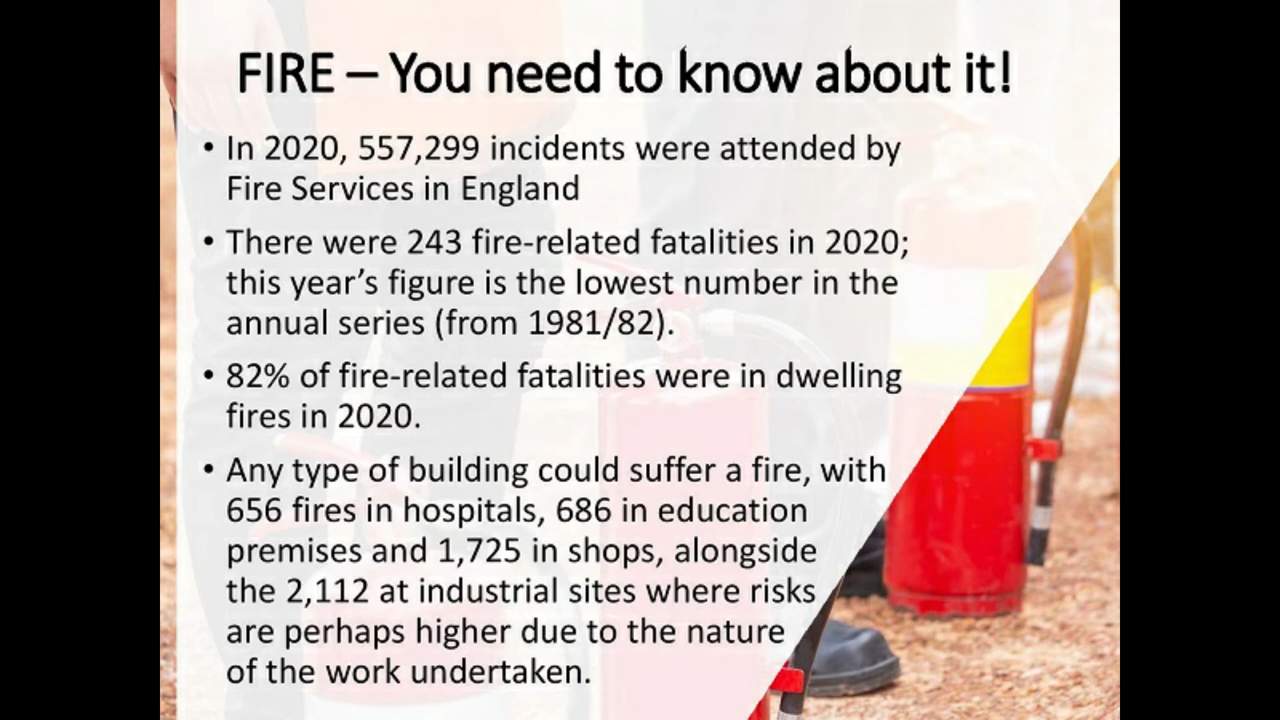 FIRE – You need to know about it!
• In 2020, 557,299 incidents were attended by
Fire Services in England
• There were 243 fire-related fatalities in 2020;
this year’s figure is the lowest number in the
annual series (from 1981/82).
• 82% of fire-related fatalities were in dwelling
fires in 2020.
• Any type of building could suffer a fire, with
656 fires in hospitals, 686 in education
premises and 1,725 in shops, alongside
the 2,112 at industrial sites where risks
are perhaps higher due to the nature
of the work undertaken.